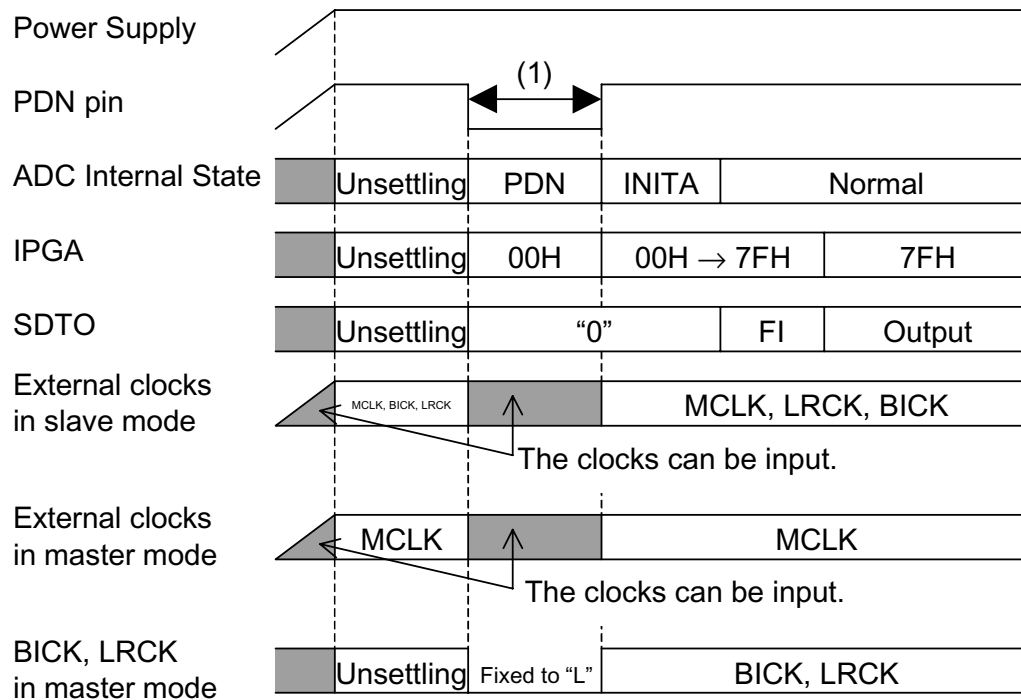 Power Supply
(1)
PDN pin
ADC Internal State Unsettling PDN INITA Normal
IPGA Unsettling 00H 00H → 7FH 7FH
SDTO Unsettling “0” FI Output
External clocks
in slave mode
MCLK, BICK, LRCK MCLK, LRCK, BICK
The clocks can be input.
External clocks
in master mode
MCLK MCLK
The clocks can be input.
BICK, LRCK
in master mode
Unsettling Fixed to “L” BICK, LRCK